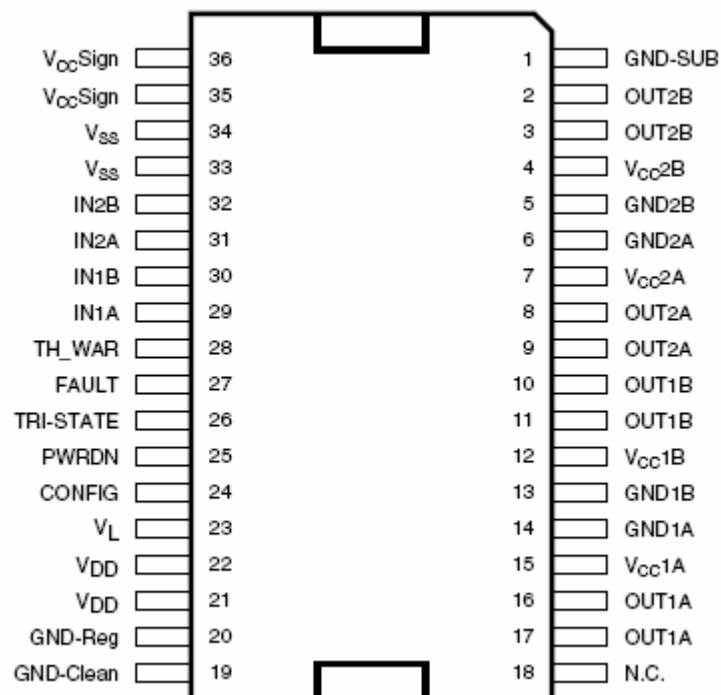 VCCSign 36 1 GND-SUB
VCCSign 35 2 OUT2B
VSS 34 3 OUT2B
VSS 33 4 VCC2B
IN2B 32 5 GND2B
IN2A 31 6 GND2A
IN1B 30 7 VCC2A
IN1A 29 8 OUT2A
TH_WAR 28 9 OUT2A
FAULT 27 10 OUT1B
TRI-STATE 26 11 OUT1B
PWRDN 25 12 VCC1B
CONFIG 24 13 GND1B
VL 23 14 GND1A
VDD 22 15 VCC1A
VDD 21 16 OUT1A
GND-Reg 20 17 OUT1A
GND-Clean 19 18 N.C.